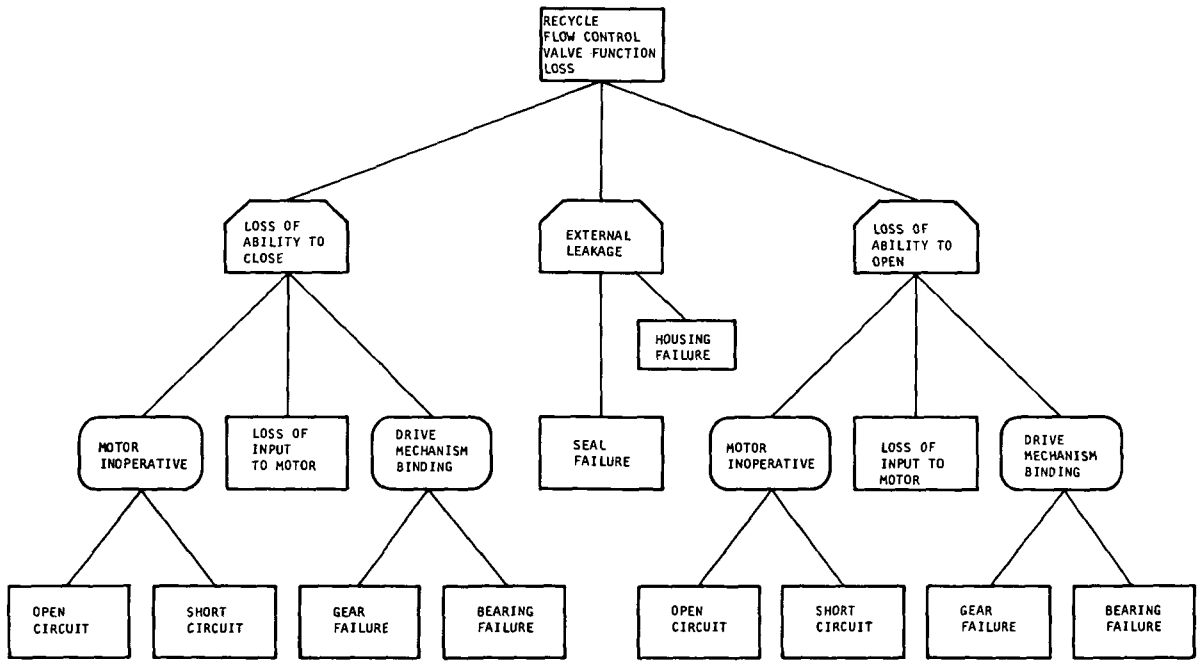 RECYCLE
FLOW CONTROL
VALVE FUNCTION
LOSS
LOSS OF
ABILITY TO
CLOSE
EXTERNAL
LEAKAGE
LOSS OF
ABILITY TO
OPEN
HOUSING
FAILURE
MOTOR
INOPERATIVE
LOSS OF
INPUT
TO MOTOR
DRIVE
MECHANISM
BINDING
SEAL
FAILURE
MOTOR
INOPERATIVE
LOSS OF
INPUT TO
MOTOR
DRIVE
MECHANISM
BINDING
OPEN
CIRCUIT
SHORT
CIRCUIT
GEAR
FAILURE
BEARING
FAILURE
OPEN
CIRCUIT
SHORT
CIRCUIT
GEAR
FAILURE
BEARING
FAILURE